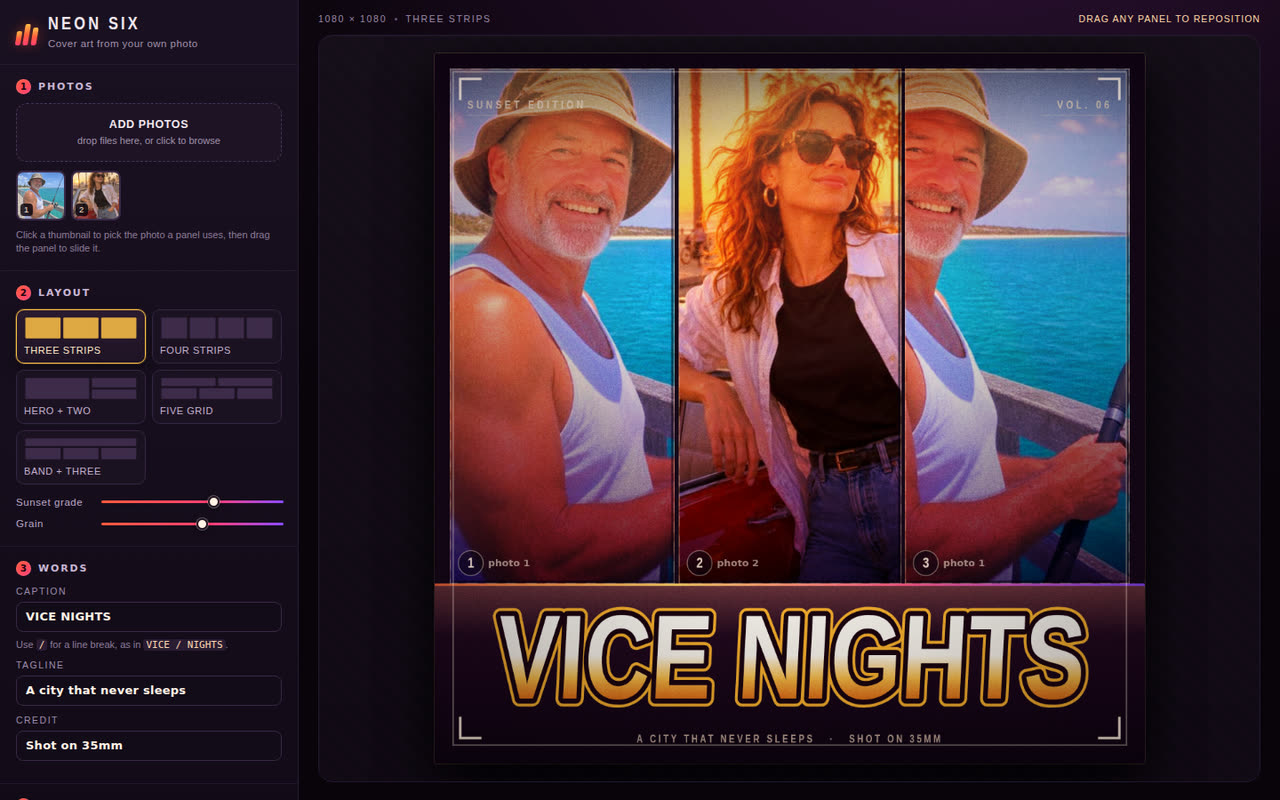 NEON SIX
Cover art from your own photo
1 PHOTOS
ADD PHOTOS
drop files here, or click to browse
1
2
Click a thumbnail to pick the photo a panel uses, then drag
the panel to slide it.
2 LAYOUT
THREE STRIPS
FOUR STRIPS
HERO + TWO
FIVE GRID
BAND + THREE
Sunset grade
Grain
3 WORDS
CAPTION
VICE NIGHTS
Use / for a line break, as in VICE / NIGHTS.
TAGLINE
A city that never sleeps
CREDIT
Shot on 35mm
1080 × 1080 • THREE STRIPS
DRAG ANY PANEL TO REPOSITION
SUNSET EDITION
VOL. 06
1 photo 1
2 photo 2
3 photo 1
VICE NIGHTS
A CITY THAT NEVER SLEEPS · SHOT ON 35MM